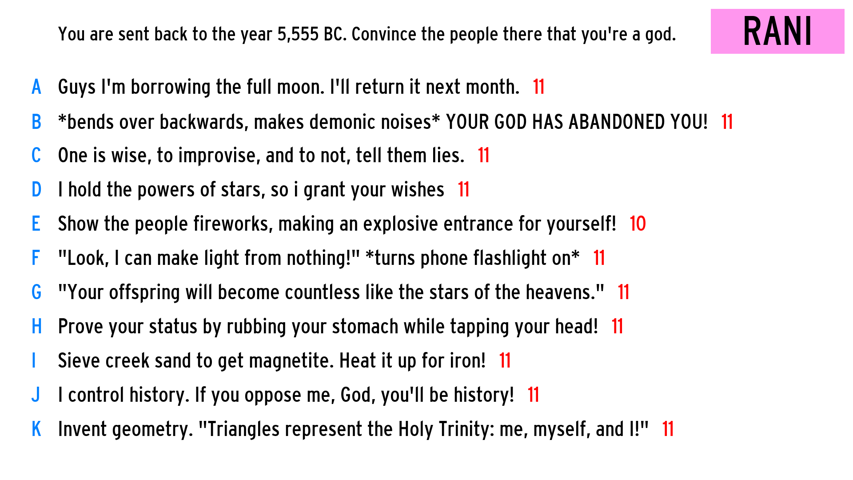 You are sent back to the year 5,555 BC. Convince the people there that you're a god.
RANI
A Guys I'm borrowing the full moon. I'll return it next month. 11
B *bends over backwards, makes demonic noises* YOUR GOD HAS ABANDONED YOU! 11
C One is wise, to improvise, and to not, tell them lies. 11
D I hold the powers of stars, so i grant your wishes 11
E Show the people fireworks, making an explosive entrance for yourself! 10
F "Look, I can make light from nothing!" *turns phone flashlight on* 11
G "Your offspring will become countless like the stars of the heavens." 11
H Prove your status by rubbing your stomach while tapping your head! 11
I Sieve creek sand to get magnetite. Heat it up for iron! 11
J I control history. If you oppose me, God, you'll be history! 11
K Invent geometry. "Triangles represent the Holy Trinity: me, myself, and I!" 11